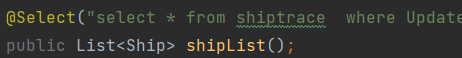 @Select("select * from shiptrace  where Update
public List<Ship> shipList();